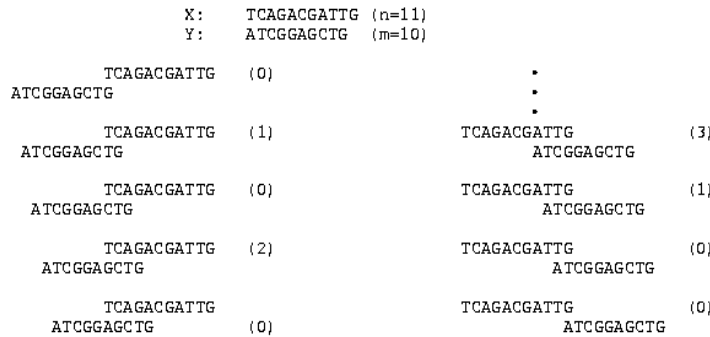 X: TCAGACGATTG (n=11)
Y: ATCGGAGCTG (m=10)
TCAGACGATTG (0)
ATCGGAGCTG
TCAGACGATTG (1)
ATCGGAGCTG
TCAGACGATTG (0)
ATCGGAGCTG
TCAGACGATTG (2)
ATCGGAGCTG
TCAGACGATTG
ATCGGAGCTG (0)
TCAGACGATTG (3)
ATCGGAGCTG
TCAGACGATTG (1)
ATCGGAGCTG
TCAGACGATTG (0)
ATCGGAGCTG
TCAGACGATTG (0)
ATCGGAGCTG